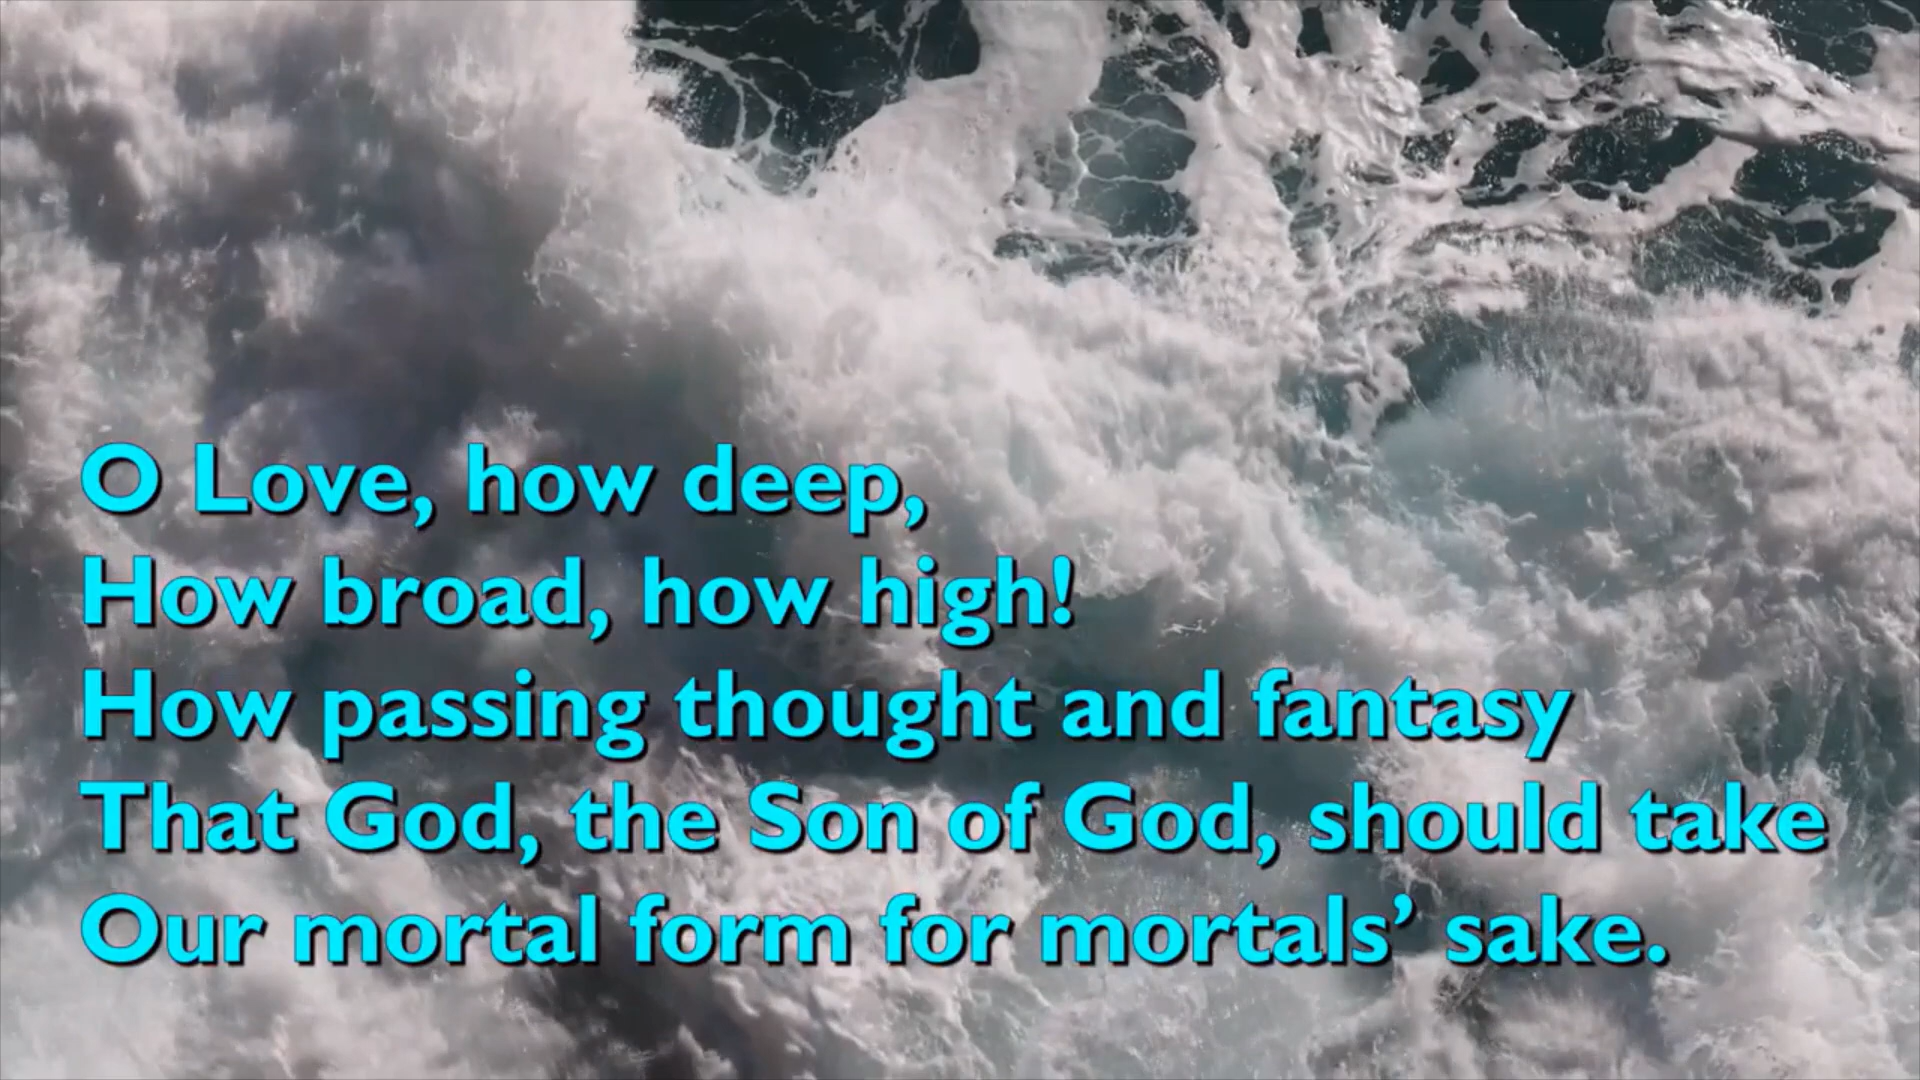 O Love, how deep,
How broad, how high!
How passing thought and fantasy
That God, the Son of God, should take
Our mortal form for mortals’ sake.